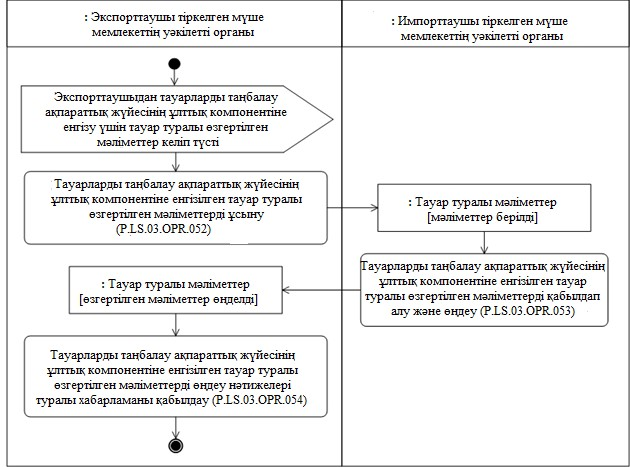 : Экспорттаушы тіркелген мүше
мемлекеттің уәкілетті органы
: Импорттаушы тіркелген мүше
мемлекеттің уәкілетті органы
Экспорттаушыдан тауарларды таңбалау
ақпараттық жүйесінің ұлттық компонентіне
енгізу үшін тауар туралы өзгертілген
мәліметтер келіп түсті
Тауарларды таңбалау ақпараттық жүйесінің
ұлттық компонентіне енгізілген тауар туралы
өзгертілген мәліметтерді ұсыну
(P.LS.03.OPR.052)
: Тауар туралы мәліметтер
[мәліметтер берілді]
Тауарларды таңбалау ақпараттық жүйесінің
ұлттық компонентіне енгізілген тауар
туралы өзгертілген мәліметтерді қабылдап
алу және өңдеу (P.LS.03.OPR.053)
: Тауар туралы мәліметтер
[өзгертілген мәліметтер өңделді]
Тауарларды таңбалау ақпараттық жүйесінің
ұлттық компонентіне енгізілген тауар туралы
өзгертілген мәліметтерді өңдеу нәтижелері
туралы хабарламаны қабылдау (P.LS.03.OPR.054)